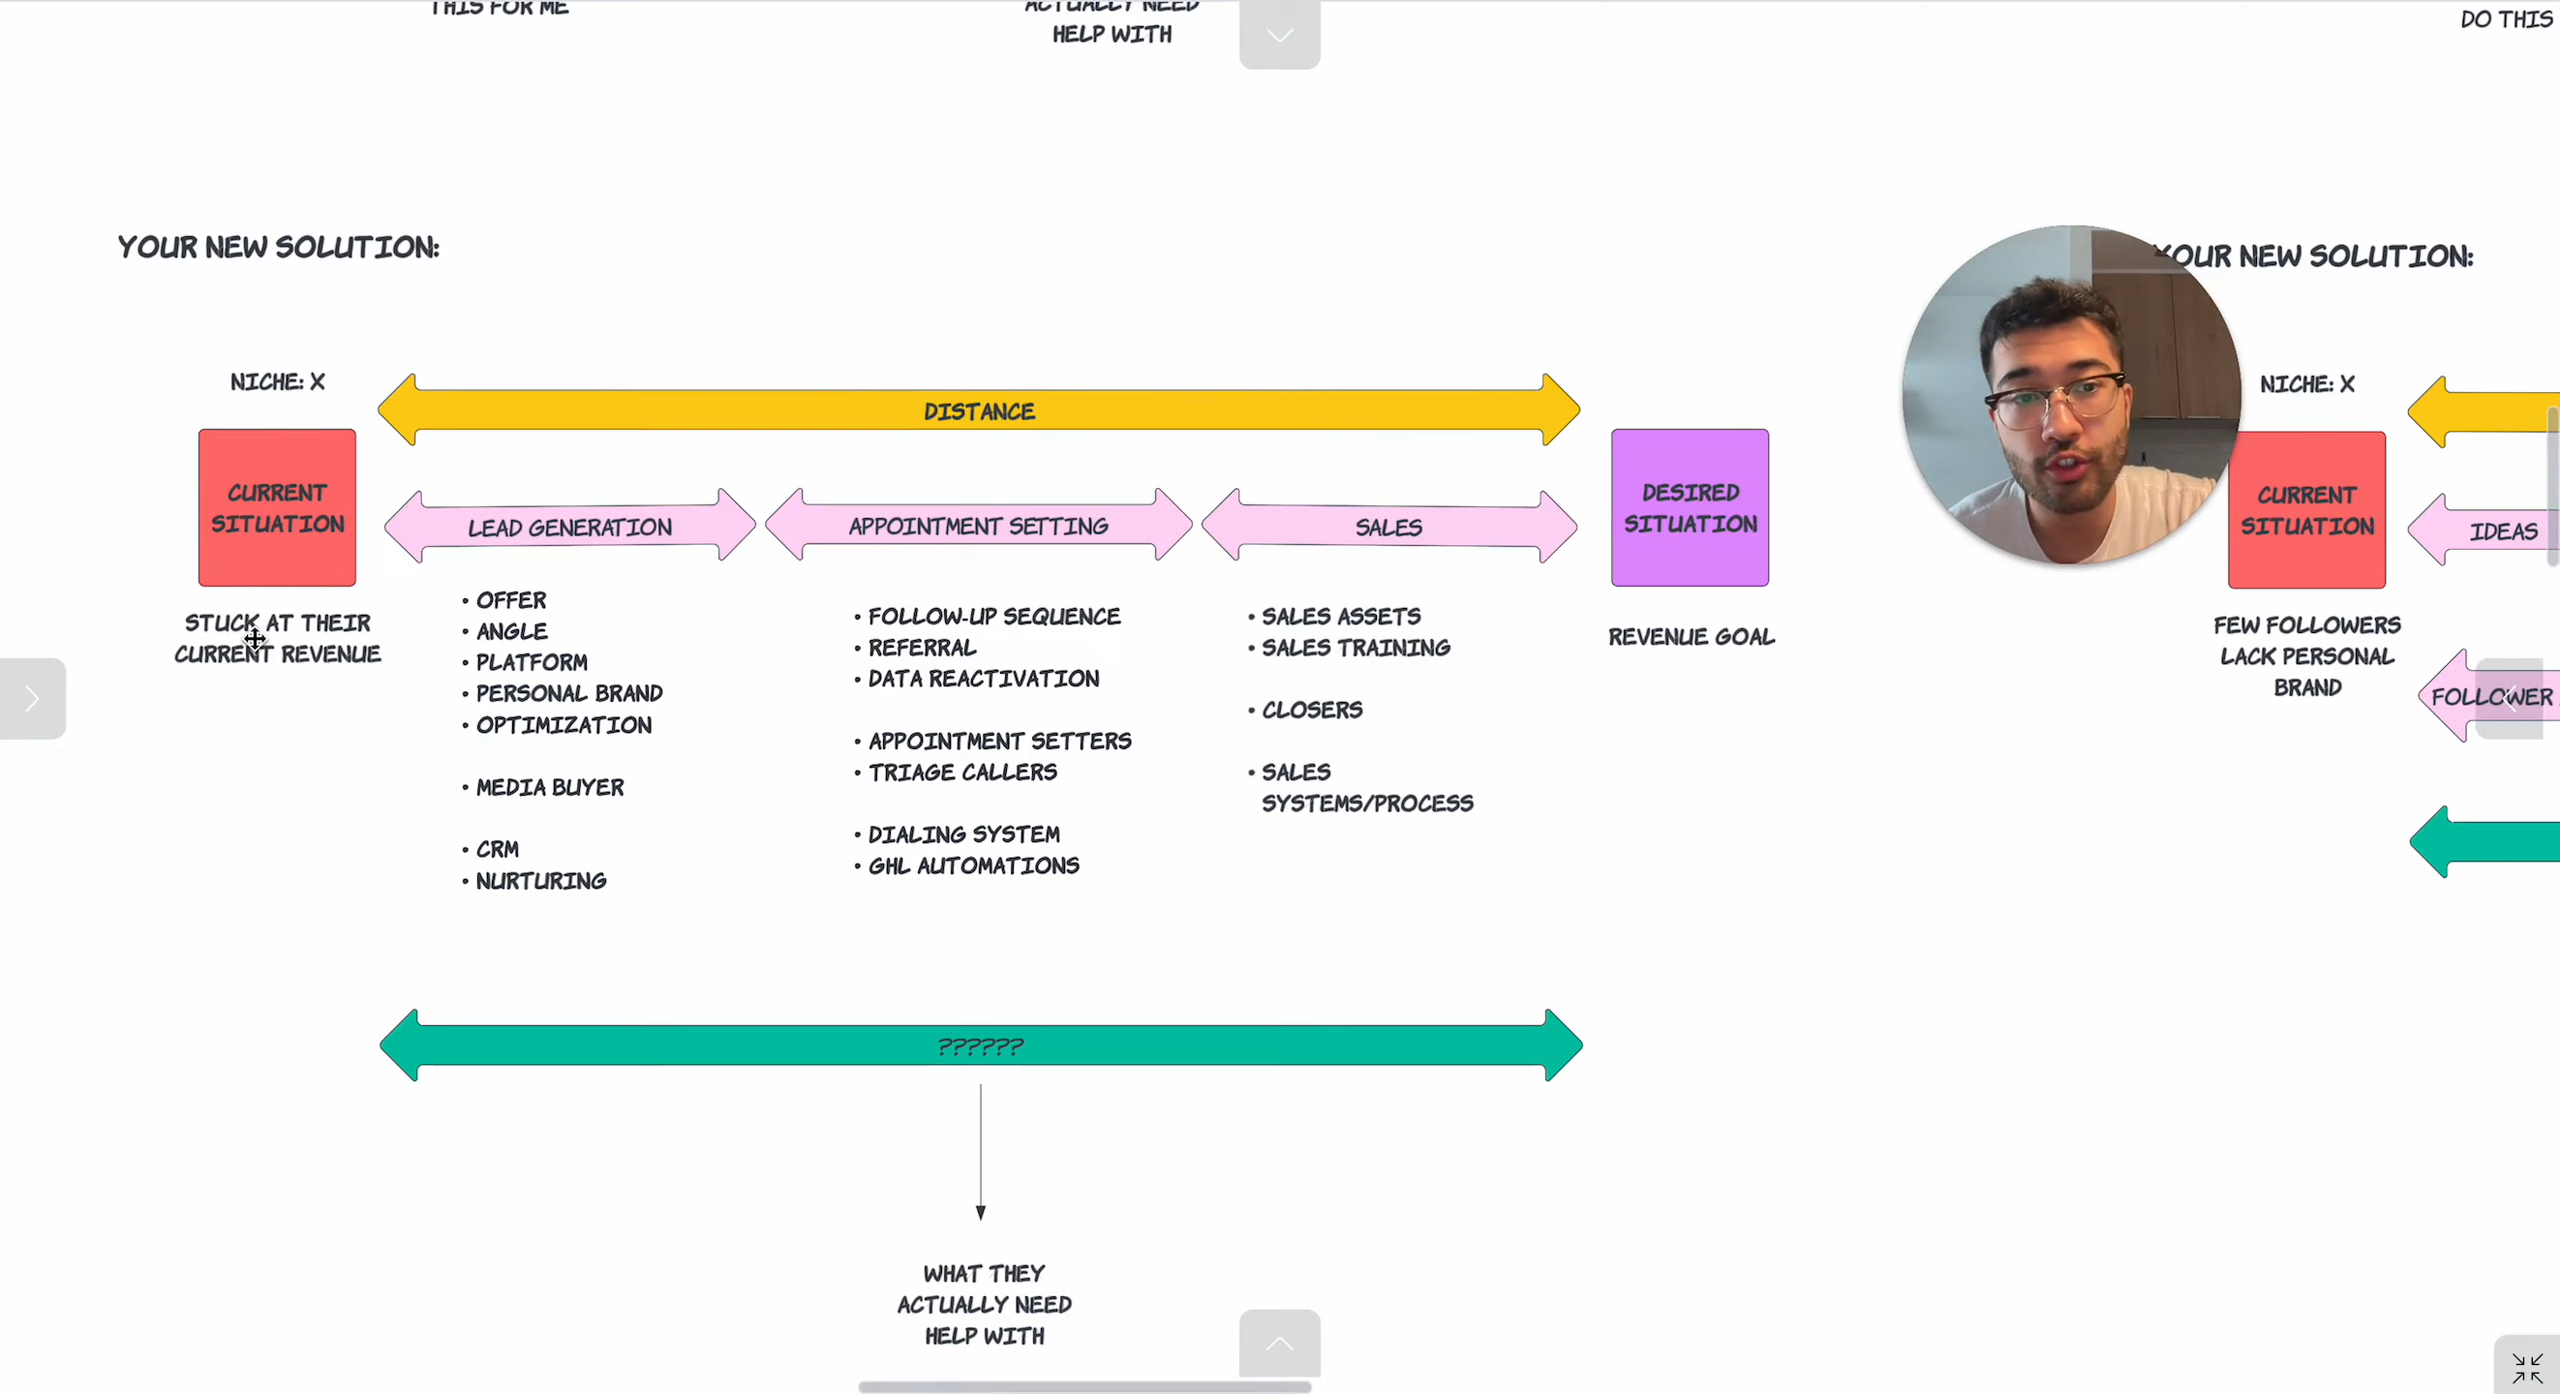 THIS FOR ME
ACTUALLY NEED
HELP WITH
DO THIS
YOUR NEW SOLUTION:
NICHE: X
DISTANCE
CURRENT
SITUATION
LEAD GENERATION
APPOINTMENT SETTING
SALES
DESIRED
SITUATION
STUCK AT THEIR
CURRENT REVENUE
REVENUE GOAL
• OFFER
• ANGLE
• PLATFORM
• PERSONAL BRAND
• OPTIMIZATION
• MEDIA BUYER
• CRM
• NURTURING
• FOLLOW-UP SEQUENCE
• REFERRAL
• DATA REACTIVATION
• APPOINTMENT SETTERS
• TRIAGE CALLERS
• DIALING SYSTEM
• GHL AUTOMATIONS
• SALES ASSETS
• SALES TRAINING
• CLOSERS
• SALES
SYSTEMS/PROCESS
??????
WHAT THEY
ACTUALLY NEED
HELP WITH
YOUR NEW SOLUTION:
NICHE: X
CURRENT
SITUATION
IDEAS
FEW FOLLOWERS
LACK PERSONAL
BRAND
FOLLOWER